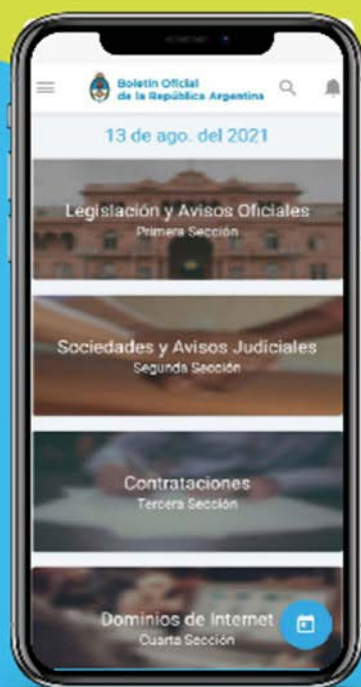 Boletín Oficial
de la República Argentina
13 de ago. del 2021
Legislación y Avisos Oficiales
Primera Sección
Sociedades y Avisos Judiciales
Segunda Sección
Contrataciones
Tercera Sección
Dominios de Internet
Cuarta Sección